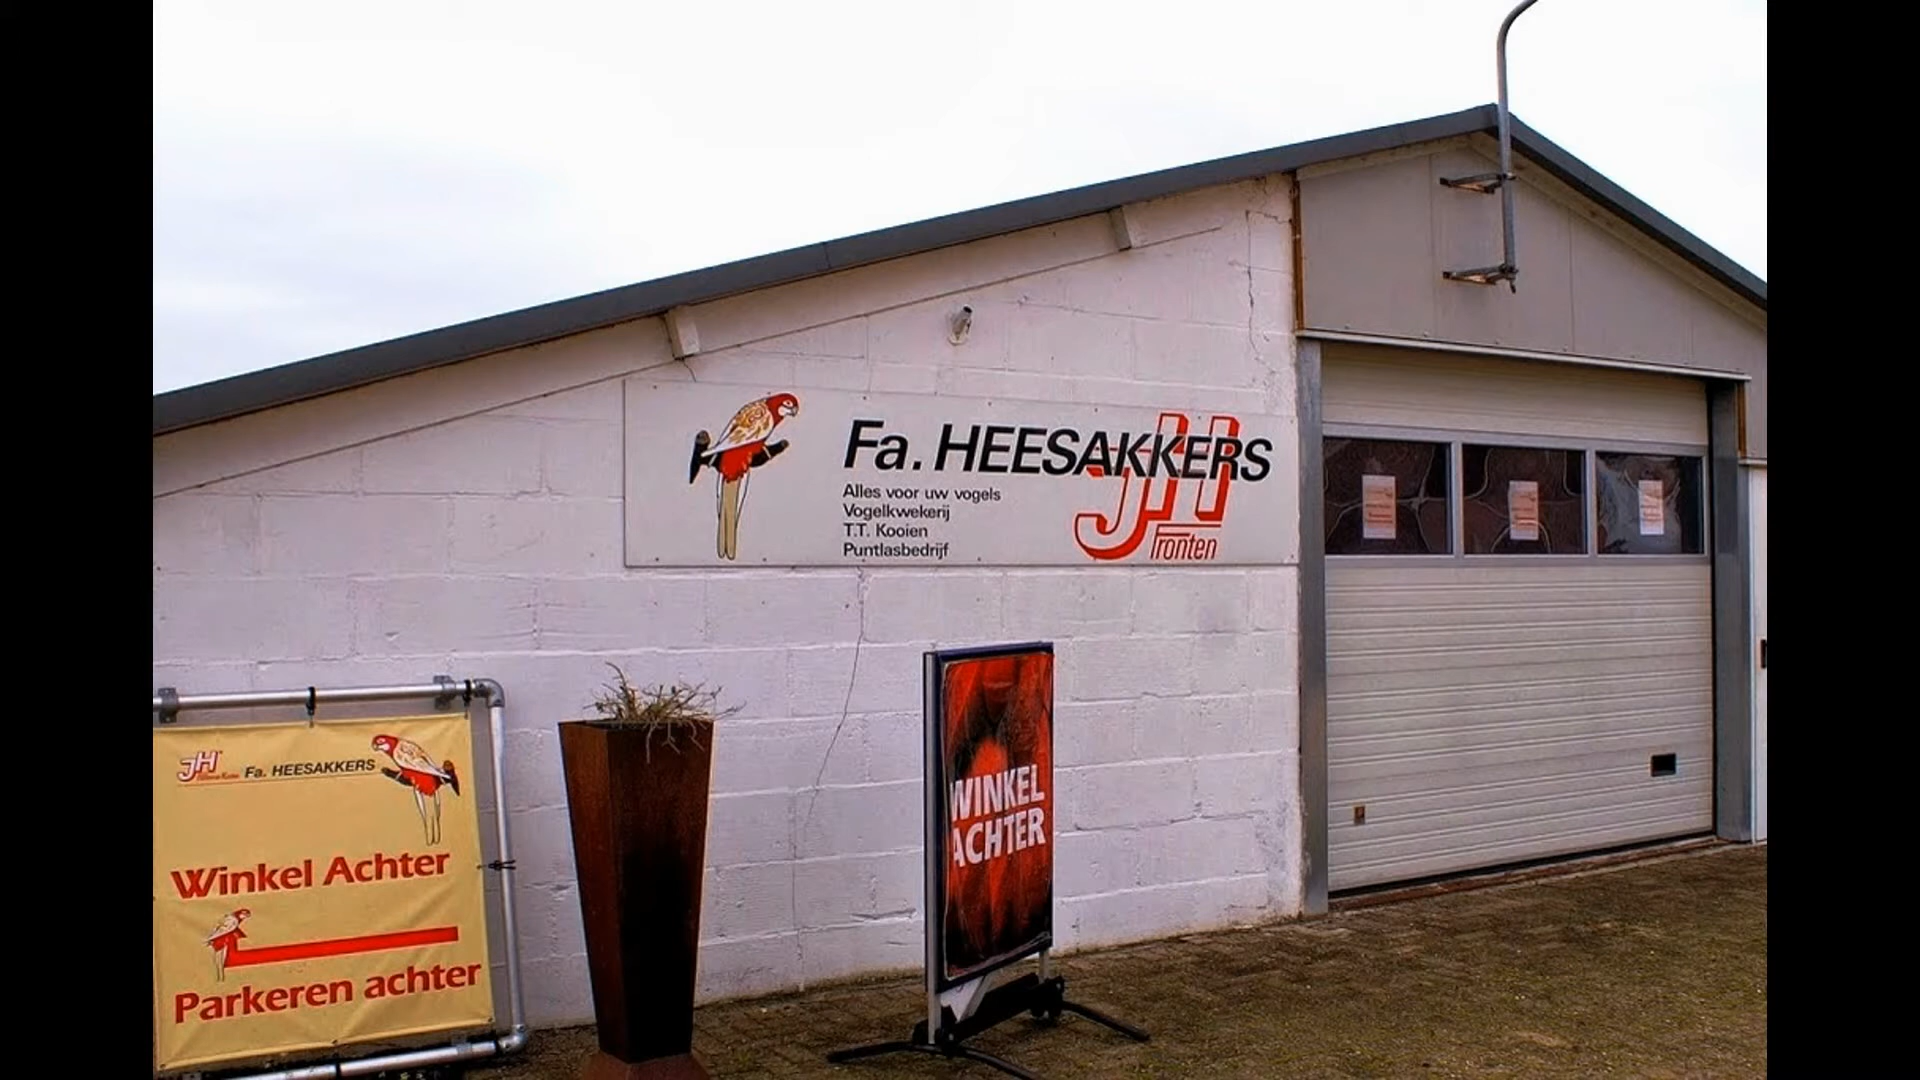 Fa. HEESAKKERS
Alles voor uw vogels
Vogelkwekerij
T.T. Kooien
Puntlasbedrijf
JH
fronten
WINKEL
ACHTER
JH
Fa. HEESAKKERS
Winkel Achter
Parkeren achter